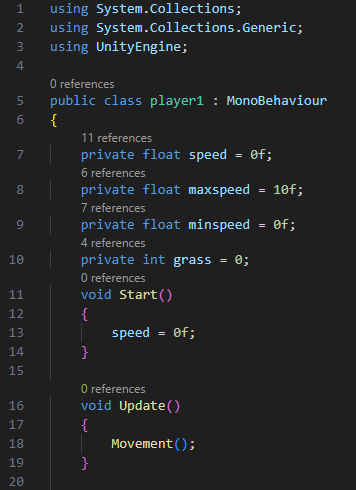 1 using System.Collections;
2 using System.Collections.Generic;
3 using UnityEngine;
4
0 references
5 public class player1 : MonoBehaviour
6 {
11 references
7 private float speed = 0f;
6 references
8 private float maxspeed = 10f;
7 references
9 private float minspeed = 0f;
4 references
10 private int grass = 0;
0 references
11 void Start()
12 {
13 speed = 0f;
14 }
15
0 references
16 void Update()
17 {
18 Movement();
19 }
20